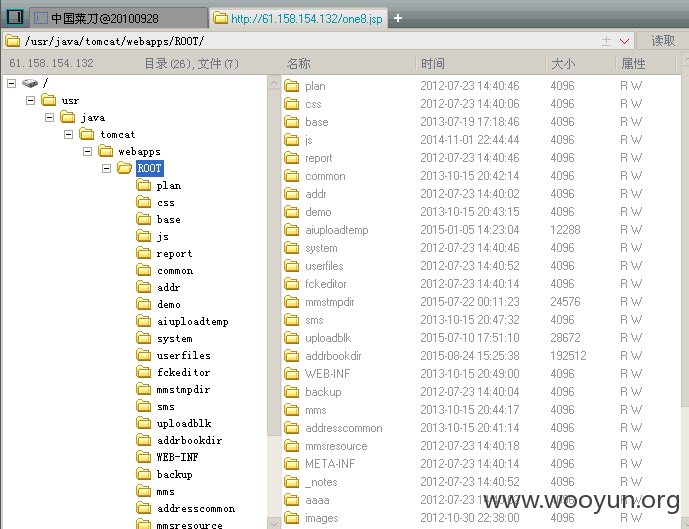 中国菜刀@20100928 http://61.158.154.132/one8.jsp +
/usr/java/tomcat/webapps/ROOT/ 读取
61.158.154.132 目录(26),文件(7) 名称 时间 大小 属性
/
usr
java
tomcat
webapps
ROOT
plan
css
base
js
report
common
addr
demo
aiuploadtemp
system
userfiles
fckeditor
mmstmpdir
sms
uploadblk
addrbookdir
WEB-INF
backup
mms
addresscommon
mmsresource
plan 2012-07-23 14:40:46 4096 R W
css 2012-07-23 14:40:06 4096 R W
base 2013-07-19 17:18:46 4096 R W
js 2014-11-01 22:44:44 4096 R W
report 2012-07-23 14:40:46 4096 R W
common 2013-10-15 20:42:14 4096 R W
addr 2012-07-23 14:40:02 4096 R W
demo 2013-10-15 20:43:15 4096 R W
aiuploadtemp 2015-01-05 14:23:04 12288 R W
system 2012-07-23 14:40:46 4096 R W
userfiles 2012-07-23 14:40:52 4096 R W
fckeditor 2012-07-23 14:40:14 4096 R W
mmstmpdir 2015-07-22 00:11:23 24576 R W
sms 2013-10-15 20:47:32 4096 R W
uploadblk 2015-07-10 17:51:10 28672 R W
addrbookdir 2015-08-24 15:25:38 192512 R W
WEB-INF 2013-10-15 20:49:00 4096 R W
backup 2012-07-23 14:40:04 4096 R W
mms 2013-10-15 20:44:17 4096 R W
addresscommon 2013-10-15 20:41:14 4096 R W
mmsresource 2012-07-23 14:40:18 4096 R W
META-INF 2012-07-23 14:40:14 4096 R W
_notes 2012-07-23 14:40:52 4096 R W
aaaa 2012-07-23 14:40:00 4096 R W
images 2012-10-30 22:38:00 4096 R W
www.wooyun.org